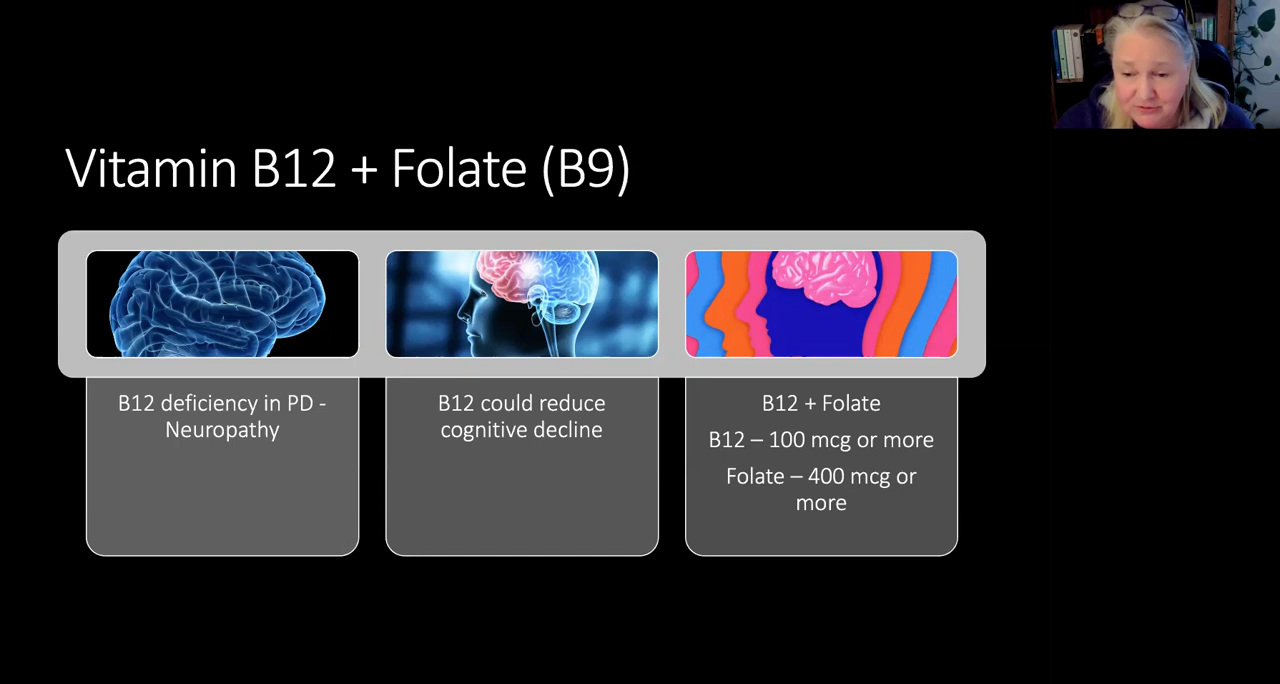 Vitamin B12 + Folate (B9)
B12 deficiency in PD -
Neuropathy
B12 could reduce
cognitive decline
B12 + Folate
B12 – 100 mcg or more
Folate – 400 mcg or
more